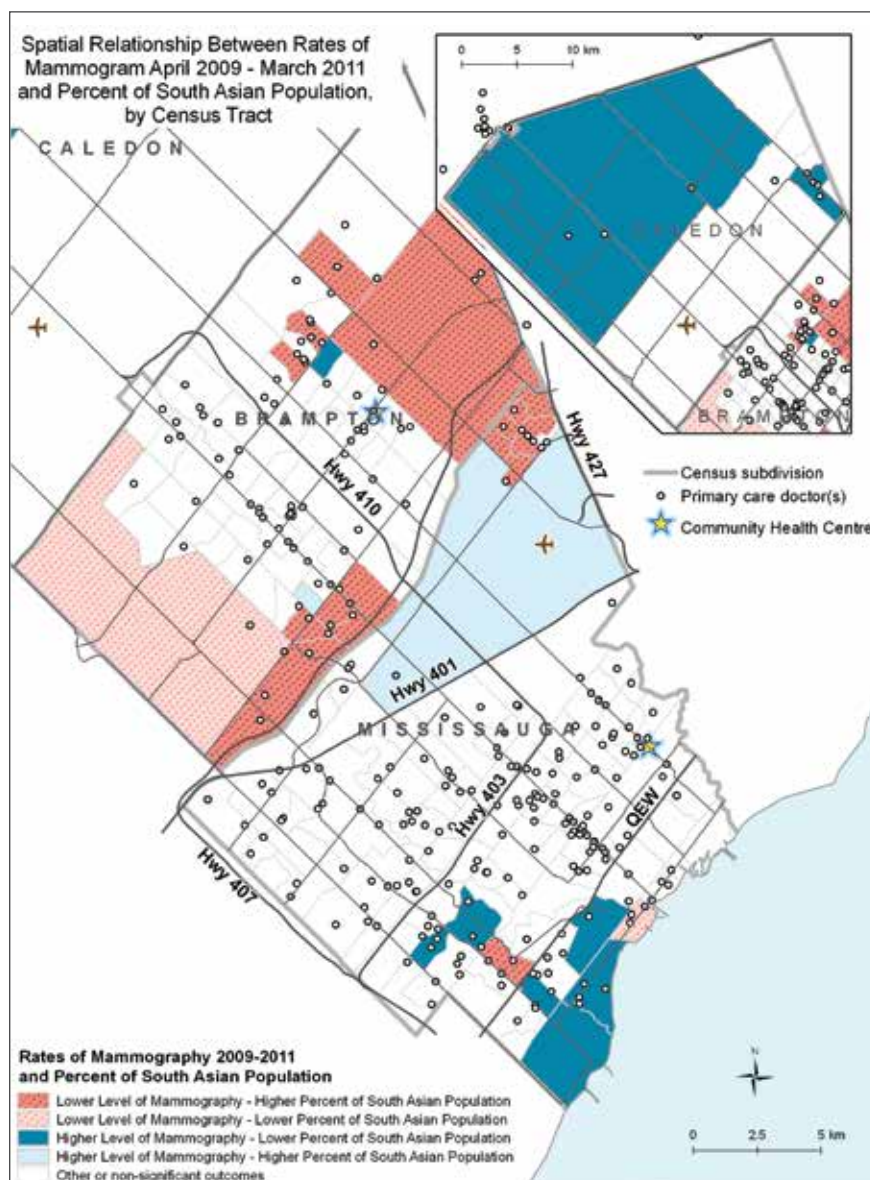 Spatial Relationship Between Rates of
Mammogram April 2009 - March 2011
and Percent of South Asian Population,
by Census Tract
0 5 10 km
CALEDON
CALEDON
BRAMPTON
BRAMPTON
Hwy 427
Hwy 410
Census subdivision
Primary care doctor(s)
Community Health Centre
Hwy 401
MISSISSAUGA
Hwy 403
QEW
Hwy 407
Rates of Mammography 2009-2011
and Percent of South Asian Population
Lower Level of Mammography - Higher Percent of South Asian Population
Lower Level of Mammography - Lower Percent of South Asian Population
Higher Level of Mammography - Lower Percent of South Asian Population
Higher Level of Mammography - Higher Percent of South Asian Population
Other or non-significant outcomes
N
0 2.5 5 km